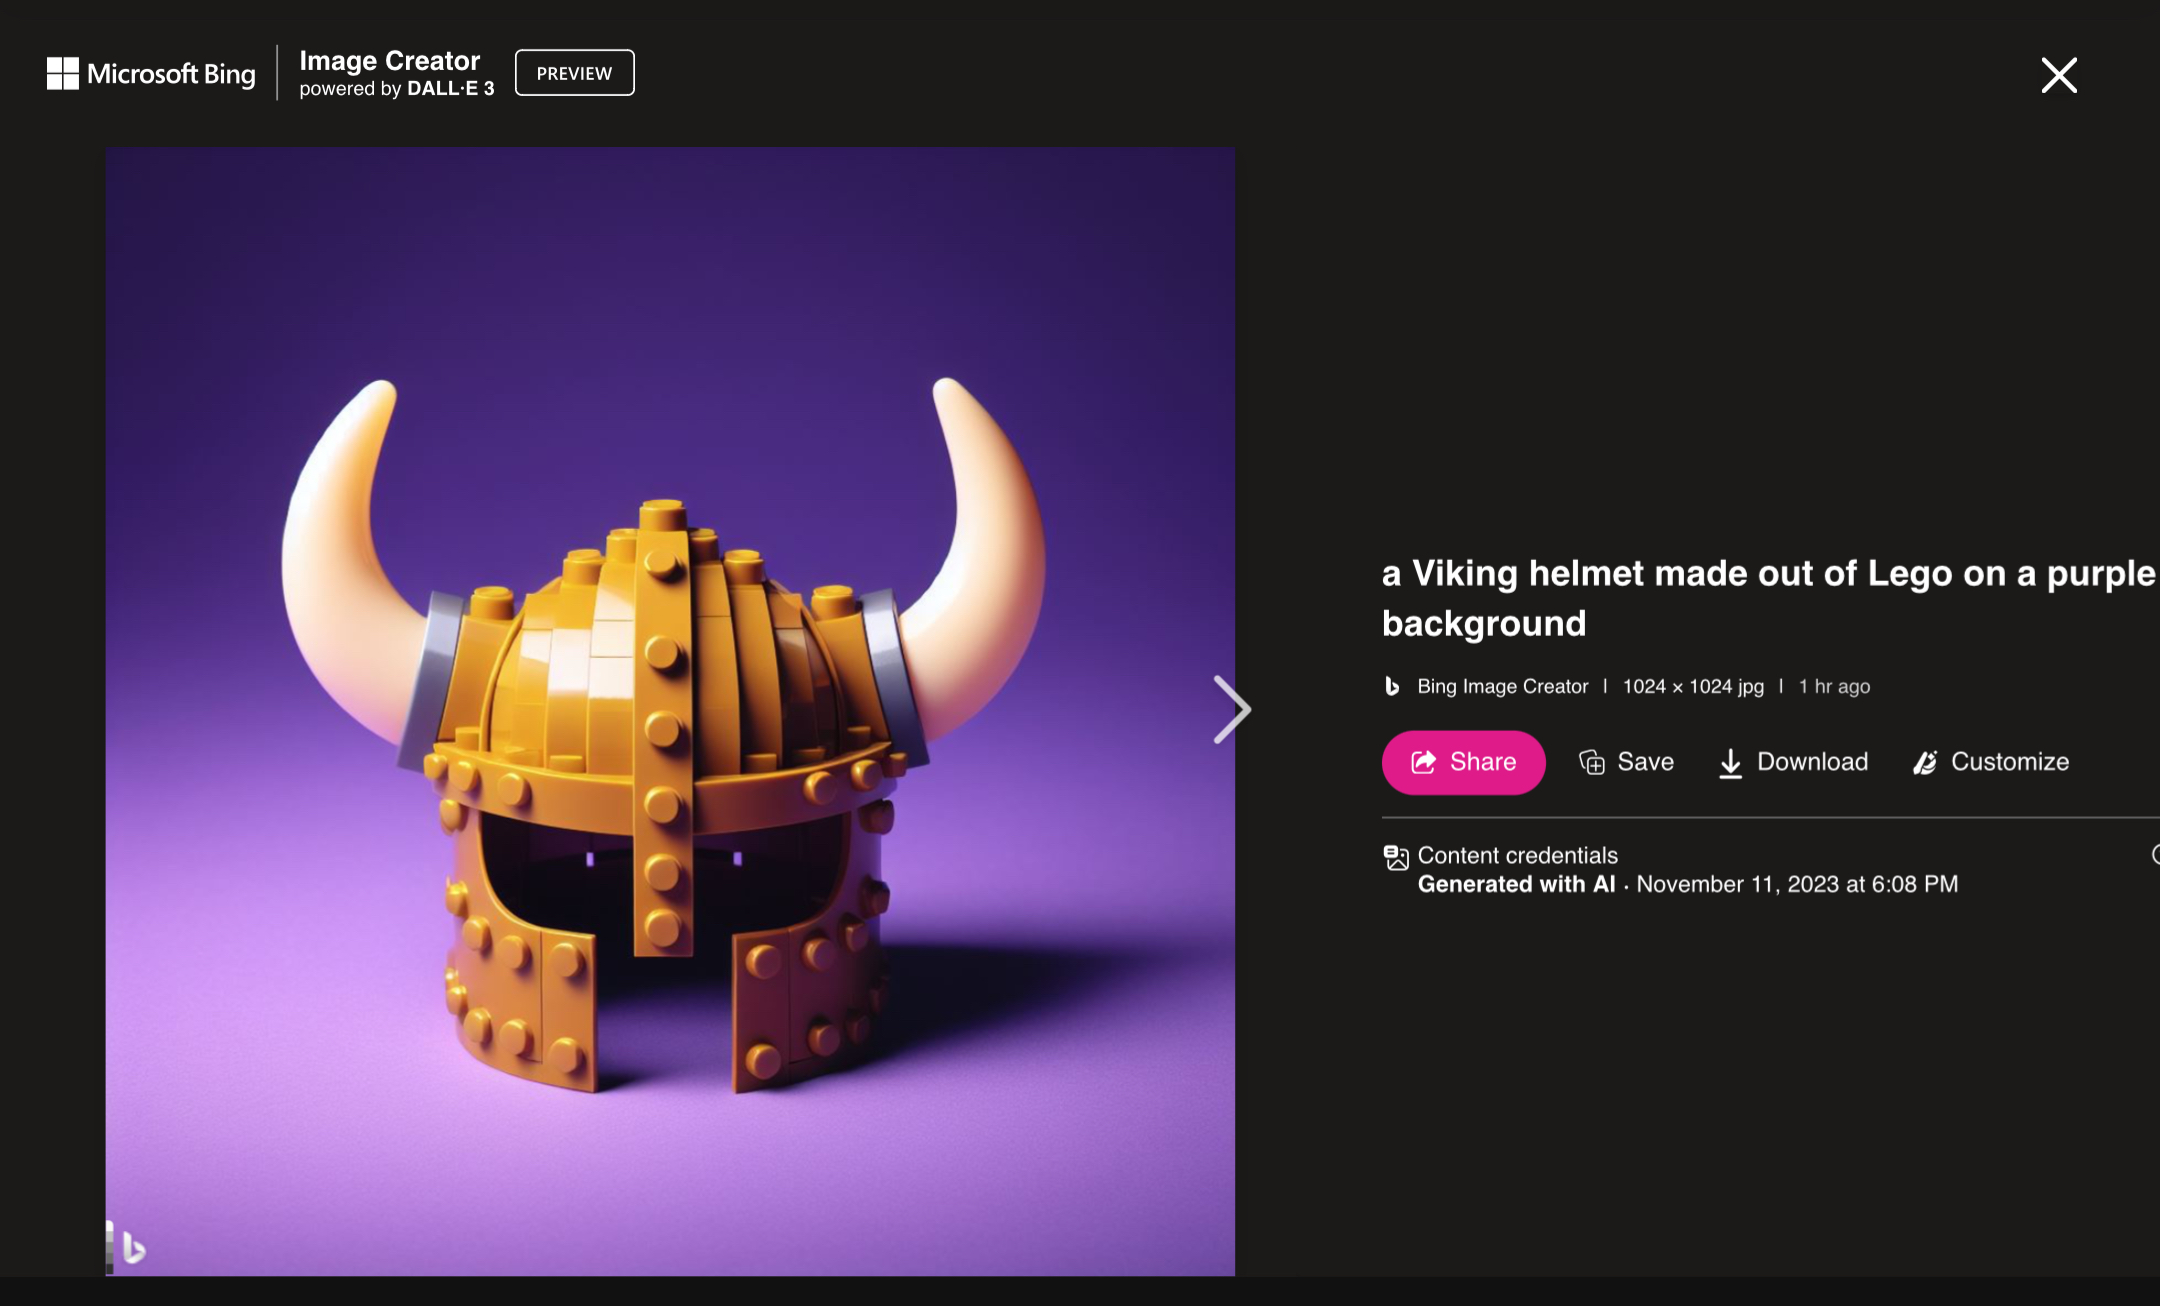 Microsoft Bing
Image Creator
powered by DALL·E 3
PREVIEW
a Viking helmet made out of Lego on a purple
background
Bing Image Creator | 1024 × 1024 jpg | 1 hr ago
Share Save Download Customize
Content credentials
Generated with AI · November 11, 2023 at 6:08 PM